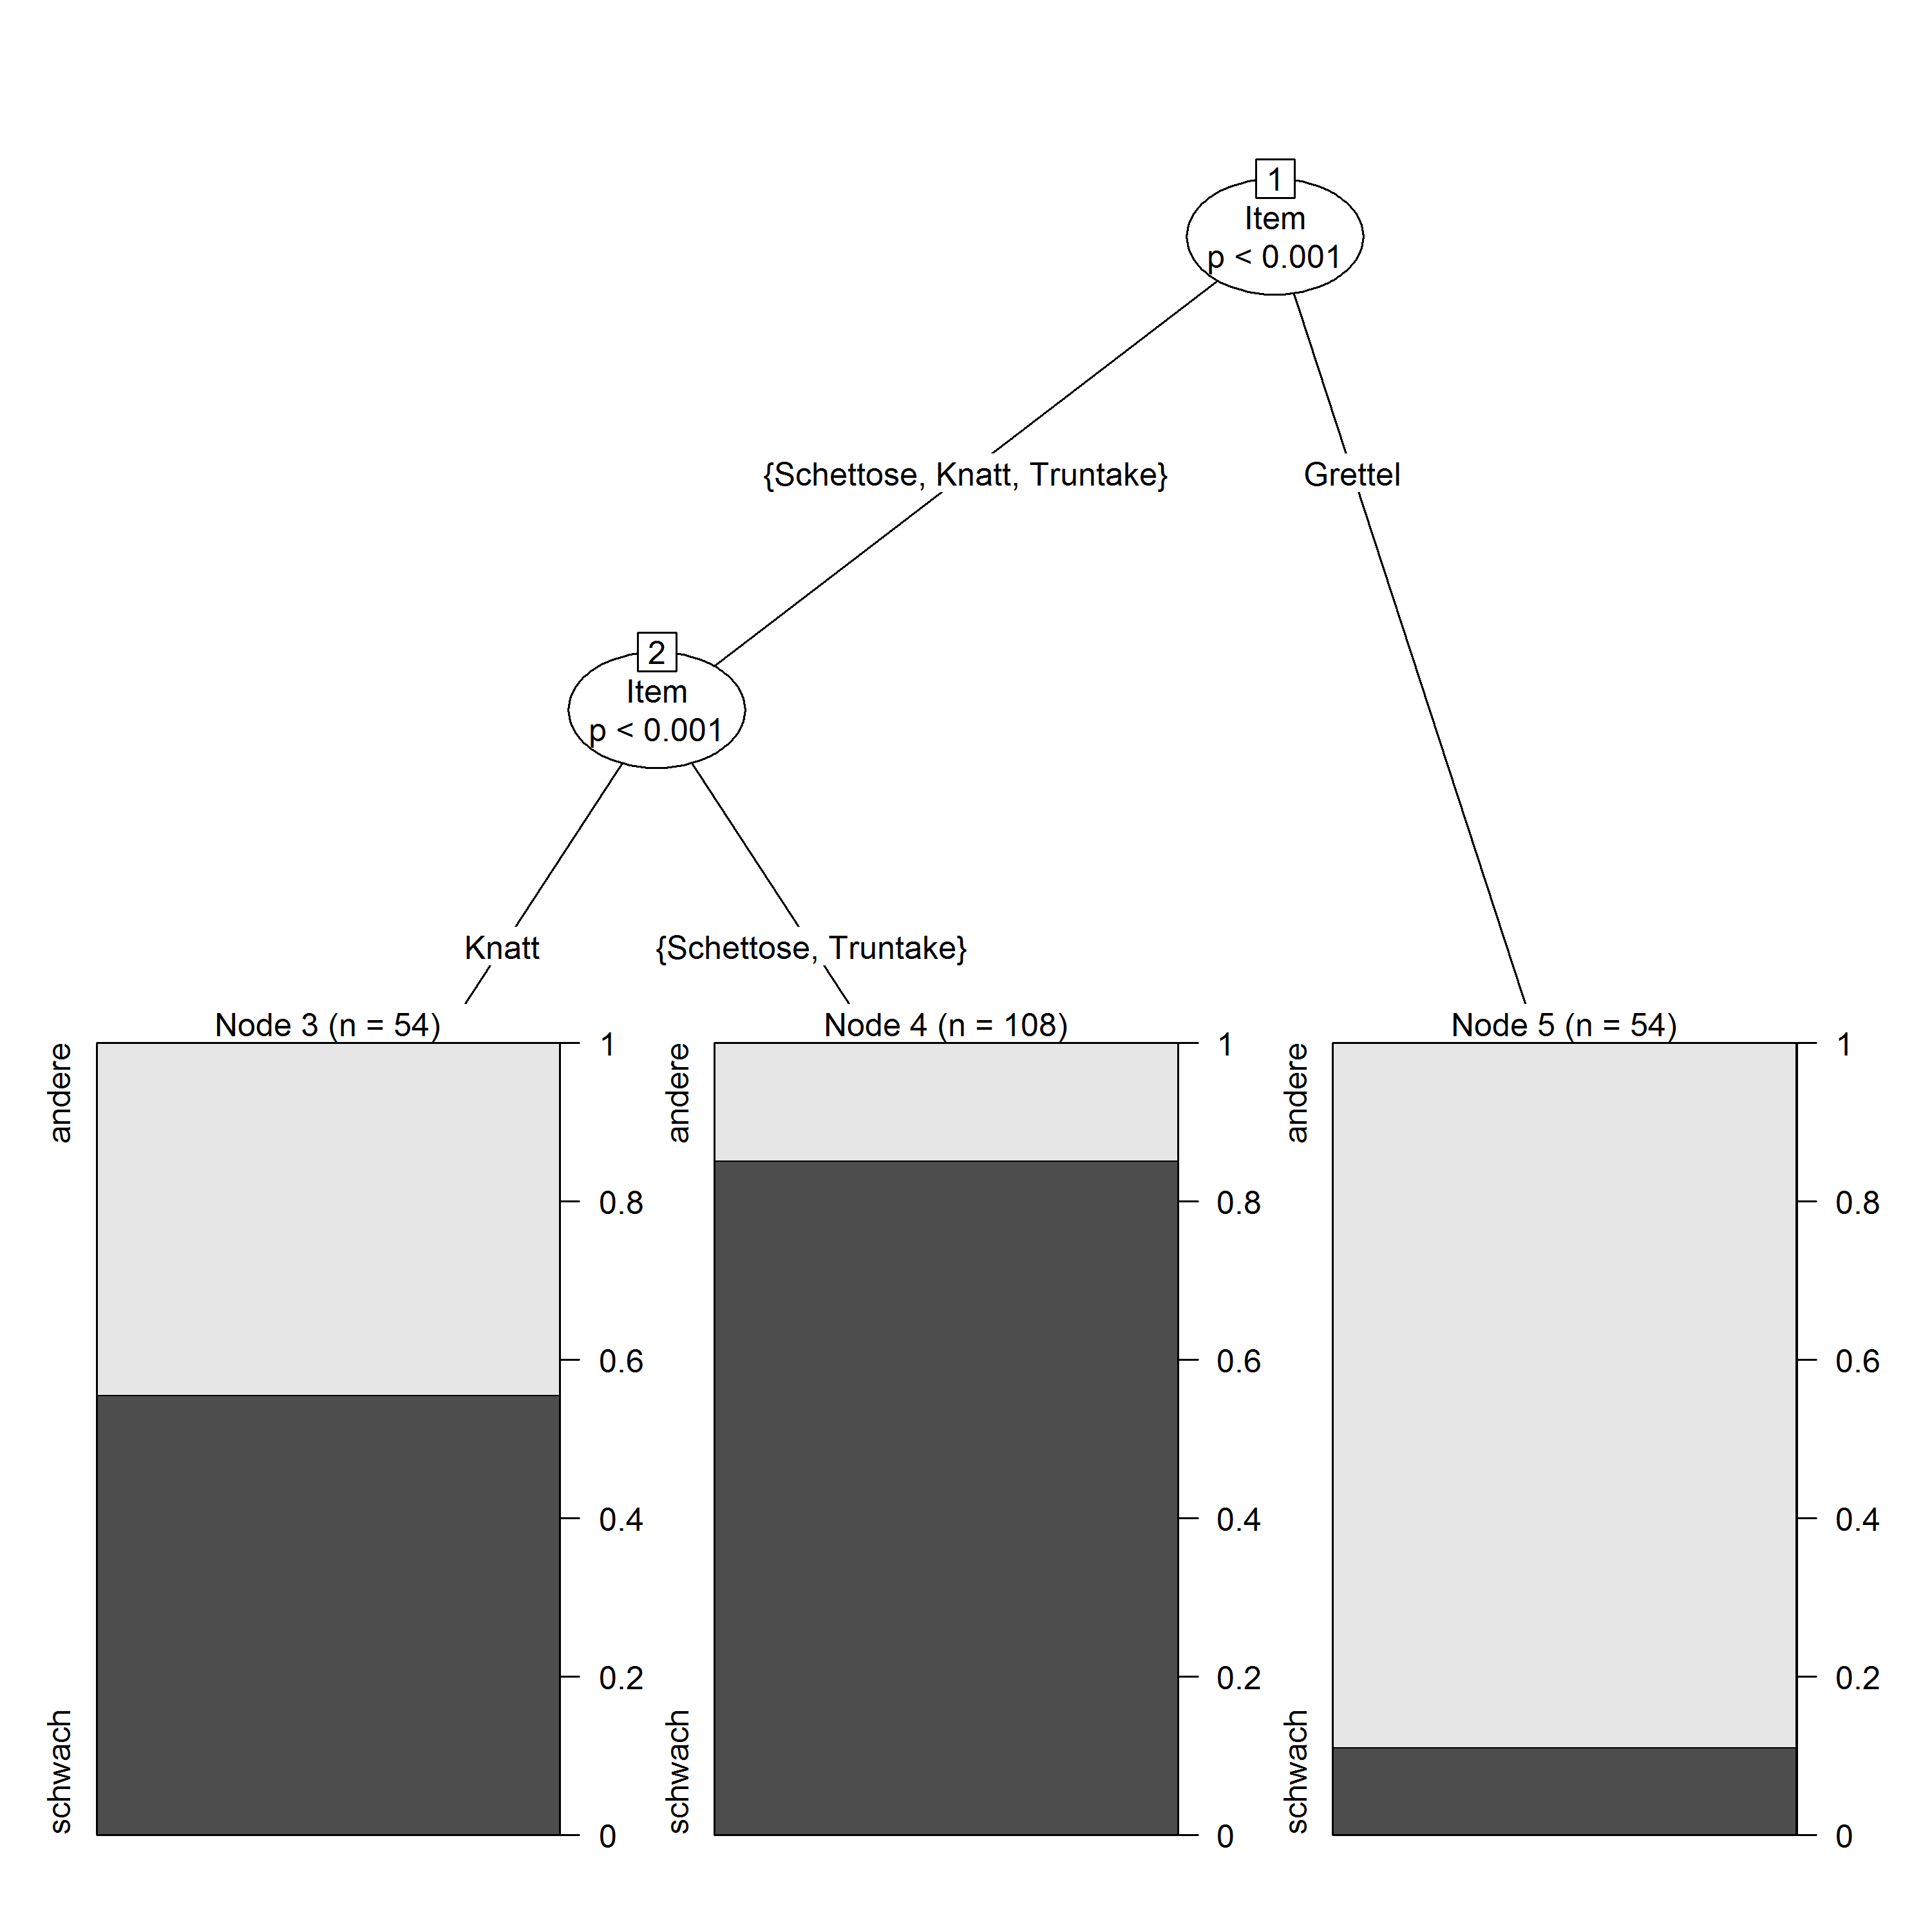 1
Item
p < 0.001
{Schettose, Knatt, Truntake}
Grettel
2
Item
p < 0.001
Knatt
{Schettose, Truntake}
Node 3 (n = 54)
andere
schwach
1
0.8
0.6
0.4
0.2
0
Node 4 (n = 108)
andere
schwach
1
0.8
0.6
0.4
0.2
0
Node 5 (n = 54)
andere
schwach
1
0.8
0.6
0.4
0.2
0